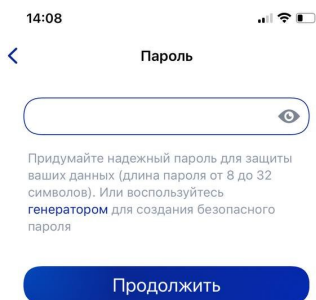 14:08
Пароль
Придумайте надежный пароль для защиты
ваших данных (длина пароля от 8 до 32
символов). Или воспользуйтесь
генератором для создания безопасного
пароля
Продолжить